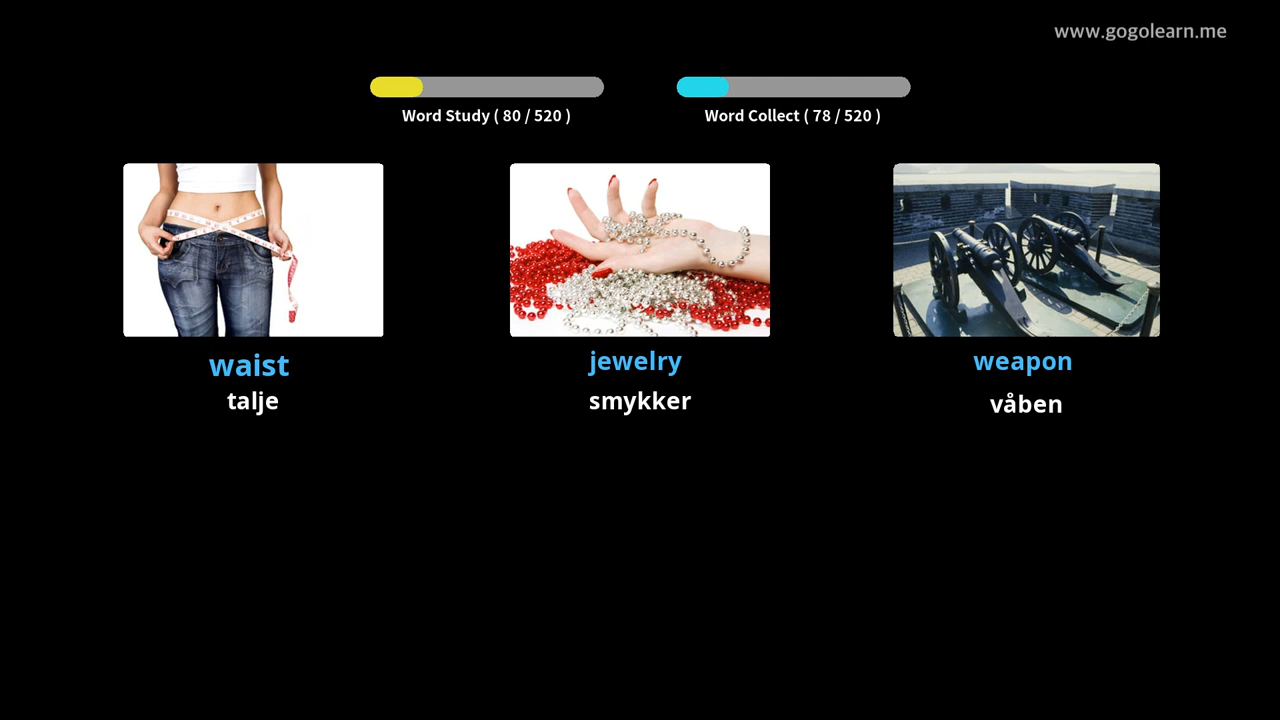 www.gogolearn.me
Word Study ( 80 / 520 )
Word Collect ( 78 / 520 )
waist
talje
jewelry
smykker
weapon
våben